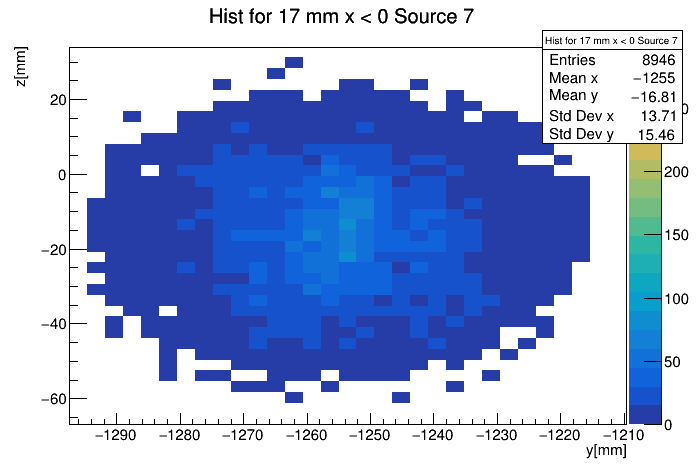 Hist for 17 mm x < 0 Source 7
z[mm]
Hist for 17 mm x < 0 Source 7
Entries 8946
Mean x −1255
Mean y −16.81
Std Dev x 13.71
Std Dev y 15.46
20
0
−20
−40
−60
0
200
150
100
50
0
−1290 −1280 −1270 −1260 −1250 −1240 −1230 −1220 −1210
y[mm]